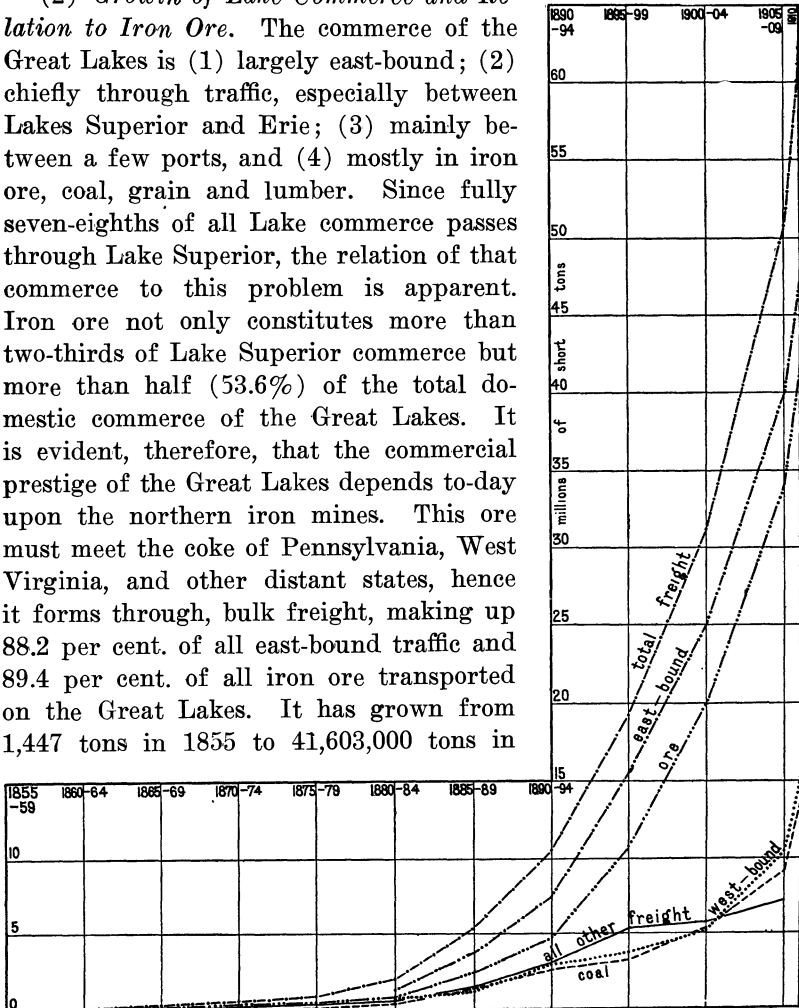 lation to Iron Ore. The commerce of the
Great Lakes is (1) largely east-bound; (2)
chiefly through traffic, especially between
Lakes Superior and Erie; (3) mainly be-
tween a few ports, and (4) mostly in iron
ore, coal, grain and lumber. Since fully
seven-eighths of all Lake commerce passes
through Lake Superior, the relation of that
commerce to this problem is apparent.
Iron ore not only constitutes more than
two-thirds of Lake Superior commerce but
more than half (53.6%) of the total do-
mestic commerce of the Great Lakes. It
is evident, therefore, that the commercial
prestige of the Great Lakes depends to-day
upon the northern iron mines. This ore
must meet the coke of Pennsylvania, West
Virginia, and other distant states, hence
it forms through, bulk freight, making up
88.2 per cent. of all east-bound traffic and
89.4 per cent. of all iron ore transported
on the Great Lakes. It has grown from
1,447 tons in 1855 to 41,603,000 tons in
1890 1895-99 1900-04 1905 1910
-94 -09
60
55
50
45
40
35
30
25
20
15
millions of short tons
total freight
east-bound
ore
1855 1860-64 1865-69 1870-74 1875-79 1880-84 1885-89 1890-94
-59
10
5
0
all other freight
coal
west-bound